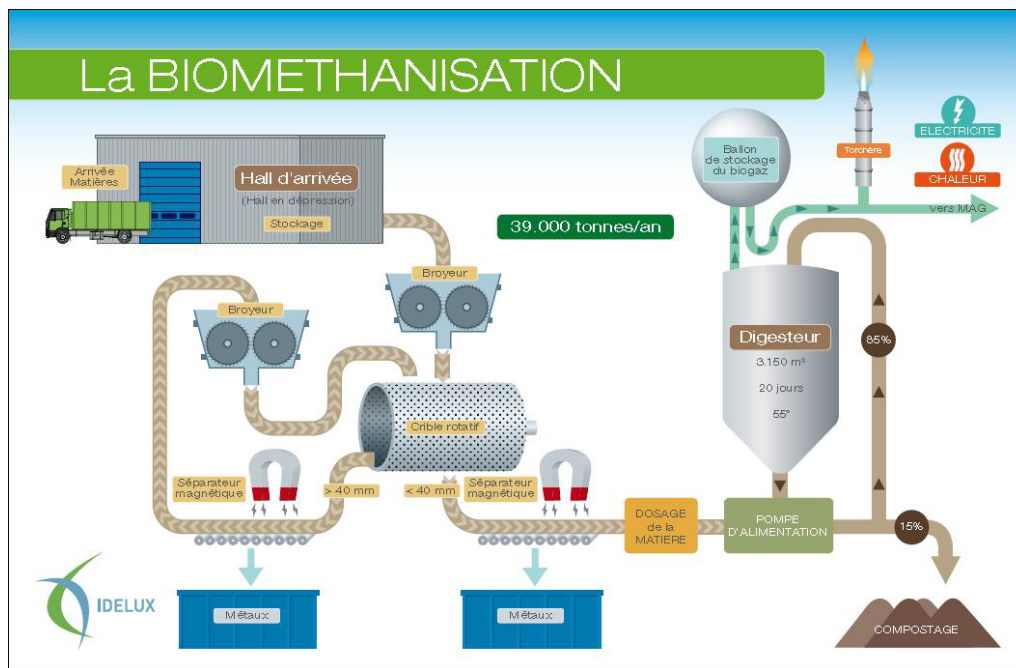 La BIOMETHANISATION
Arrivée
Matières
Hall d'arrivée
(Hall en dépression)
Stockage
39.000 tonnes/an
Ballon
de stockage
du biogaz
Torchère
ELECTRICITE
CHALEUR
vers MAG
Broyeur
Broyeur
Crible rotatif
Digesteur
3.150 m³
20 jours
55°
85%
Séparateur
magnétique
> 40 mm
< 40 mm
Séparateur
magnétique
DOSAGE
de la
MATIERE
POMPE
D'ALIMENTATION
15%
IDELUX
Métaux
Métaux
COMPOSTAGE